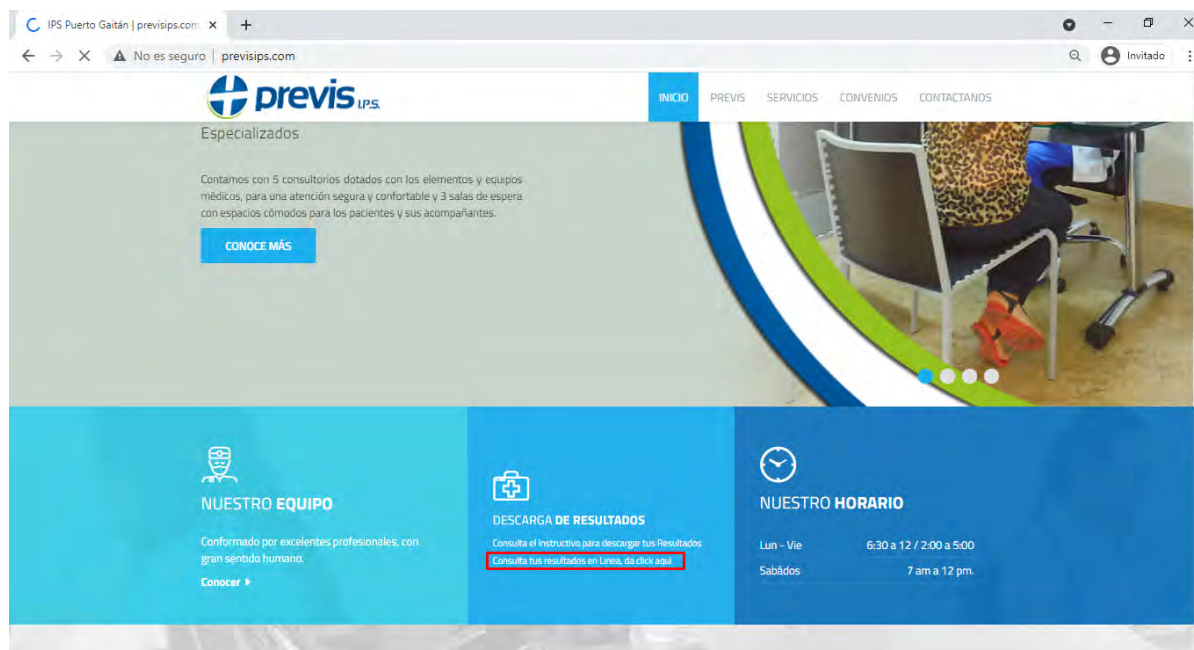 IPS Puerto Gaitán | previsips.com
No es seguro | previsips.com
Invitado
previs I.P.S.
INICIO PREVIS SERVICIOS CONVENIOS CONTACTANOS
Especializados
Contamos con 5 consultorios dotados con los elementos y equipos
médicos, para una atención segura y confortable y 3 salas de espera
con espacios cómodos para los pacientes y sus acompañantes.
CONOCE MÁS
NUESTRO EQUIPO
Conformado por excelentes profesionales, con
gran sentido humano.
Conocer
DESCARGA DE RESULTADOS
Consulta el instructivo para descargar tus Resultados
Consulta tus resultados en Linea, da click aqui
NUESTRO HORARIO
Lun - Vie 6:30 a 12 / 2:00 a 5:00
Sabádos 7 am a 12 pm.